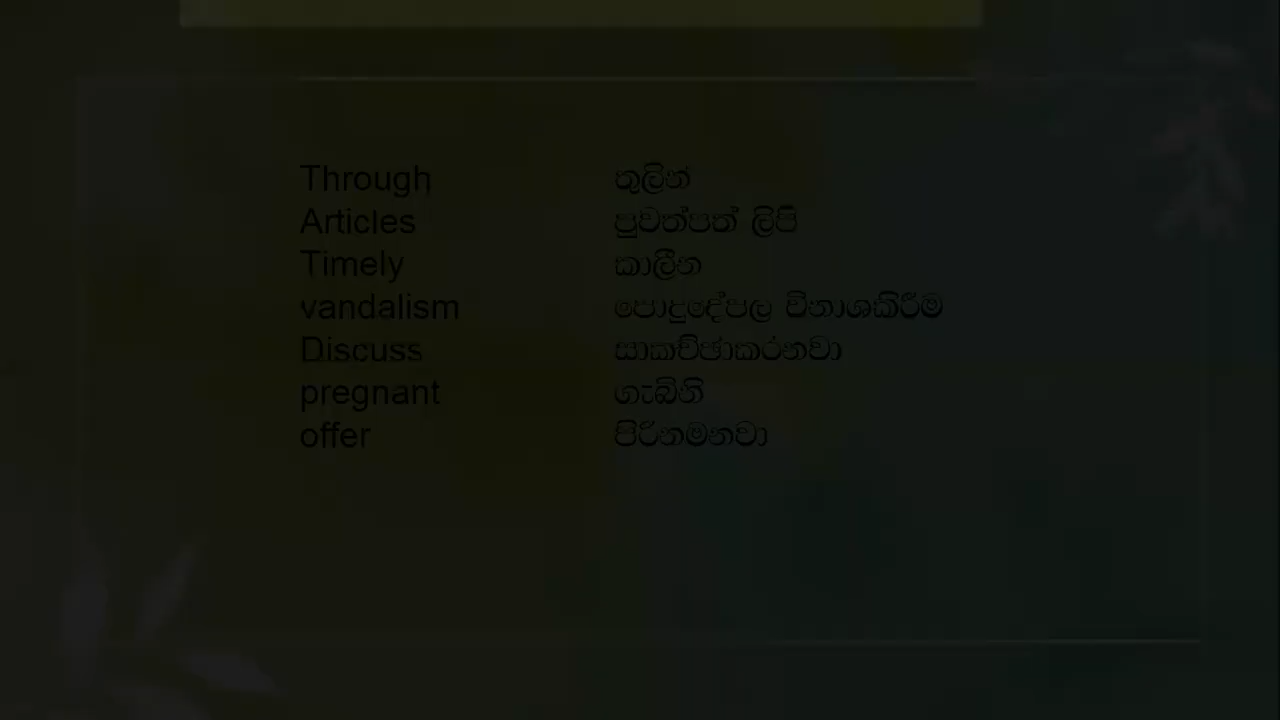 Through තුලින්
Articles පුවත්පත් ලිපි
Timely කාලීන
vandalism පොදුදේපල විනාශකිරීම
Discuss සාකච්ඡාකරනවා
pregnant ගැබිනි
offer පිරිනමනවා